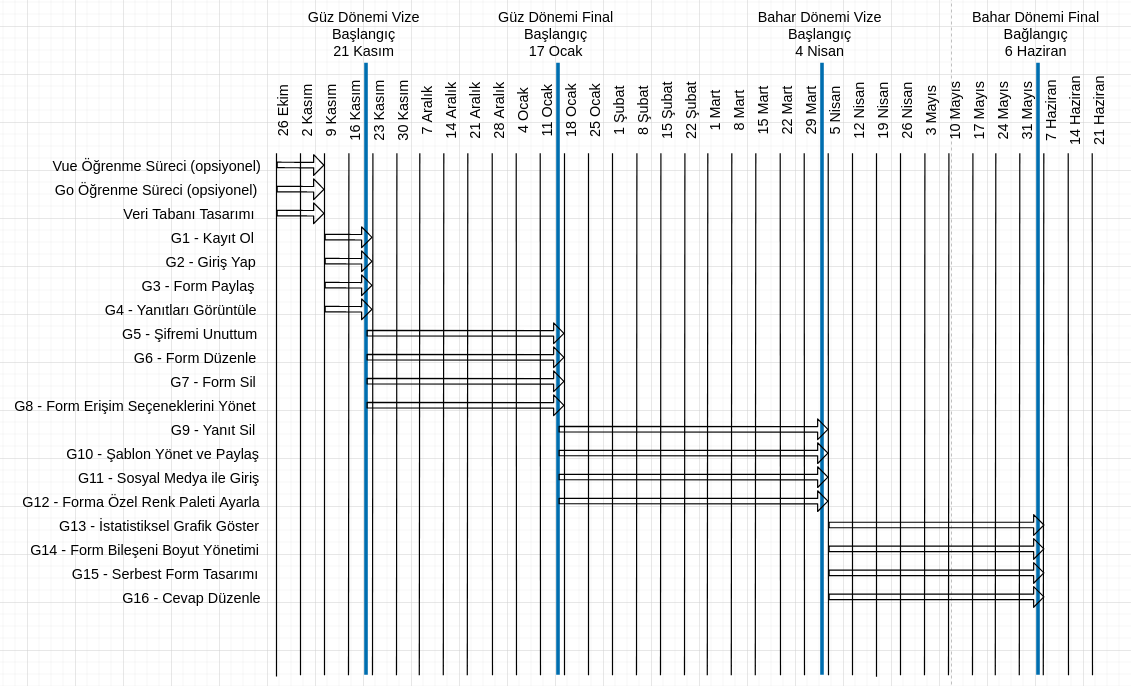 Güz Dönemi Vize
Başlangıç
21 Kasım
Güz Dönemi Final
Başlangıç
17 Ocak
Bahar Dönemi Vize
Başlangıç
4 Nisan
Bahar Dönemi Final
Bağlangıç
6 Haziran
26 Ekim
2 Kasım
9 Kasım
16 Kasım
23 Kasım
30 Kasım
7 Aralık
14 Aralık
21 Aralık
28 Aralık
4 Ocak
11 Ocak
18 Ocak
25 Ocak
1 Şubat
8 Şubat
15 Şubat
22 Şubat
1 Mart
8 Mart
15 Mart
22 Mart
29 Mart
5 Nisan
12 Nisan
19 Nisan
26 Nisan
3 Mayıs
10 Mayıs
17 Mayıs
24 Mayıs
31 Mayıs
7 Haziran
14 Haziran
21 Haziran
Vue Öğrenme Süreci (opsiyonel)
Go Öğrenme Süreci (opsiyonel)
Veri Tabanı Tasarımı
G1 - Kayıt Ol
G2 - Giriş Yap
G3 - Form Paylaş
G4 - Yanıtları Görüntüle
G5 - Şifremi Unuttum
G6 - Form Düzenle
G7 - Form Sil
G8 - Form Erişim Seçeneklerini Yönet
G9 - Yanıt Sil
G10 - Şablon Yönet ve Paylaş
G11 - Sosyal Medya ile Giriş
G12 - Forma Özel Renk Paleti Ayarla
G13 - İstatistiksel Grafik Göster
G14 - Form Bileşeni Boyut Yönetimi
G15 - Serbest Form Tasarımı
G16 - Cevap Düzenle